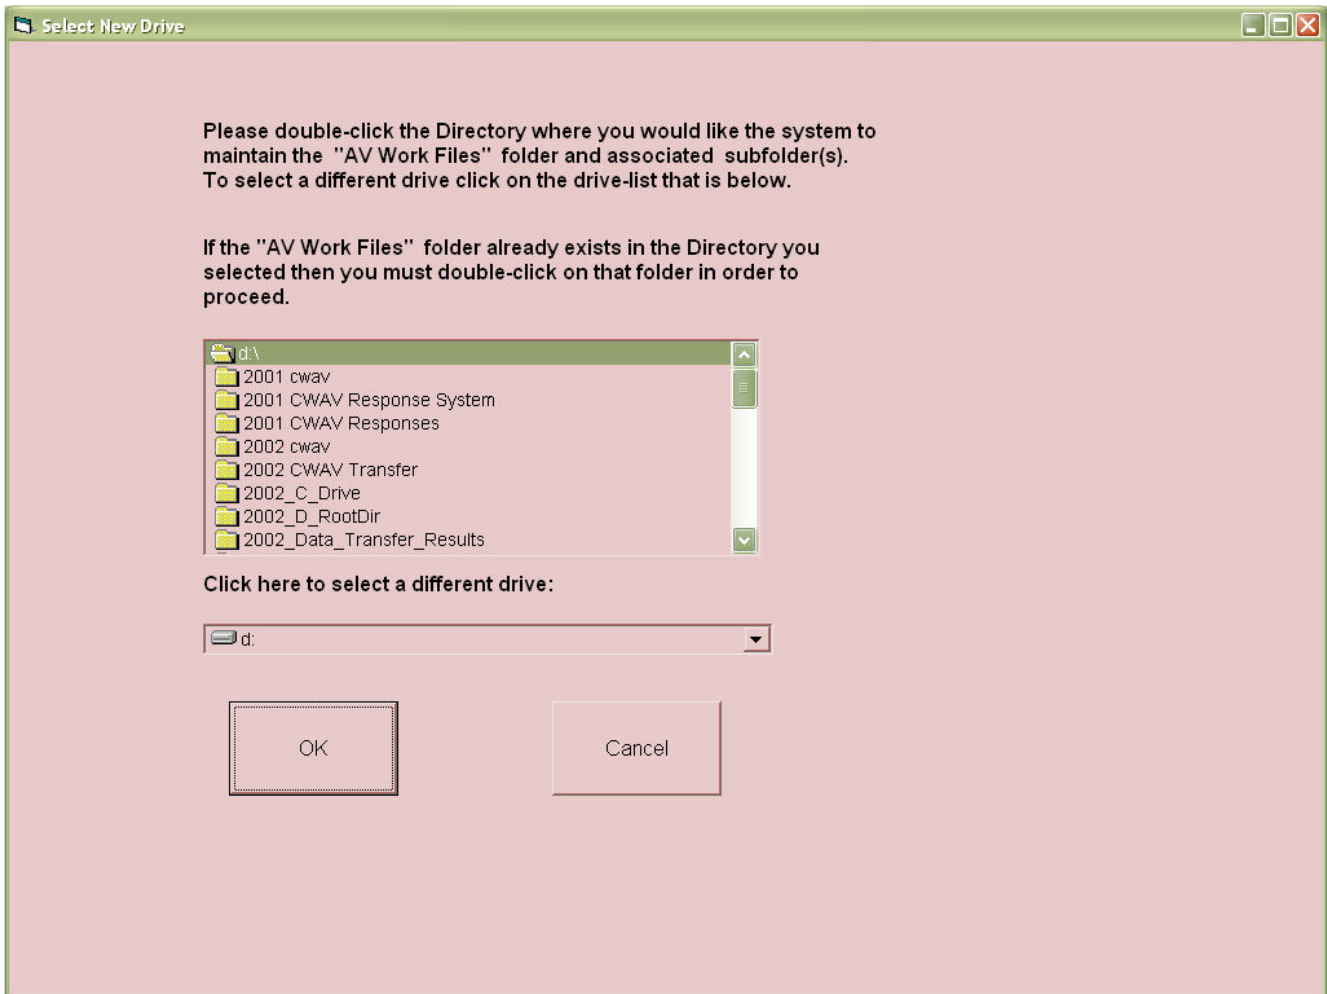 Select New Drive
Please double-click the Directory where you would like the system to
maintain the "AV Work Files" folder and associated subfolder(s).
To select a different drive click on the drive-list that is below.
If the "AV Work Files" folder already exists in the Directory you
selected then you must double-click on that folder in order to
proceed.
d:\
2001 cwav
2001 CWAV Response System
2001 CWAV Responses
2002 cwav
2002 CWAV Transfer
2002_C_Drive
2002_D_RootDir
2002_Data_Transfer_Results
Click here to select a different drive:
d:
OK
Cancel